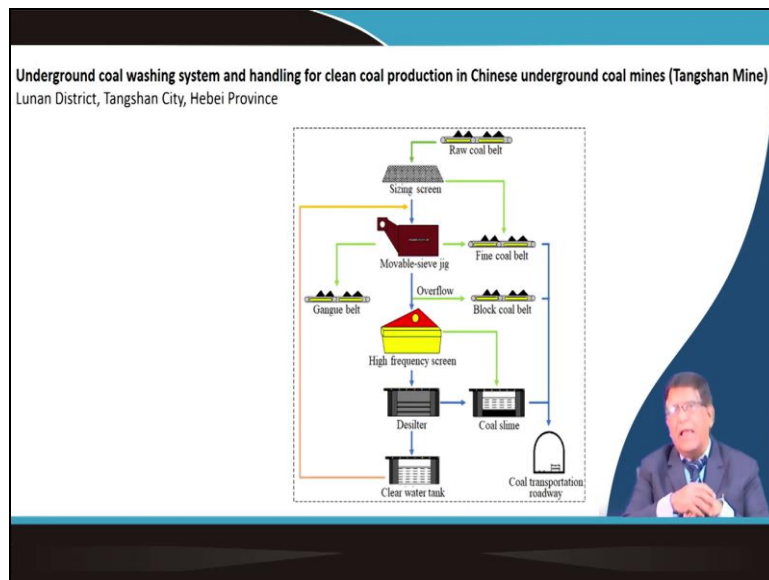 Underground coal washing system and handling for clean coal production in Chinese underground coal mines (Tangshan Mine)
Lunan District, Tangshan City, Hebei Province
Raw coal belt
Sizing screen
Movable-sieve jig
Fine coal belt
Gangue belt
Overflow
Block coal belt
High frequency screen
Desilter
Coal slime
Clear water tank
Coal transportation
roadway